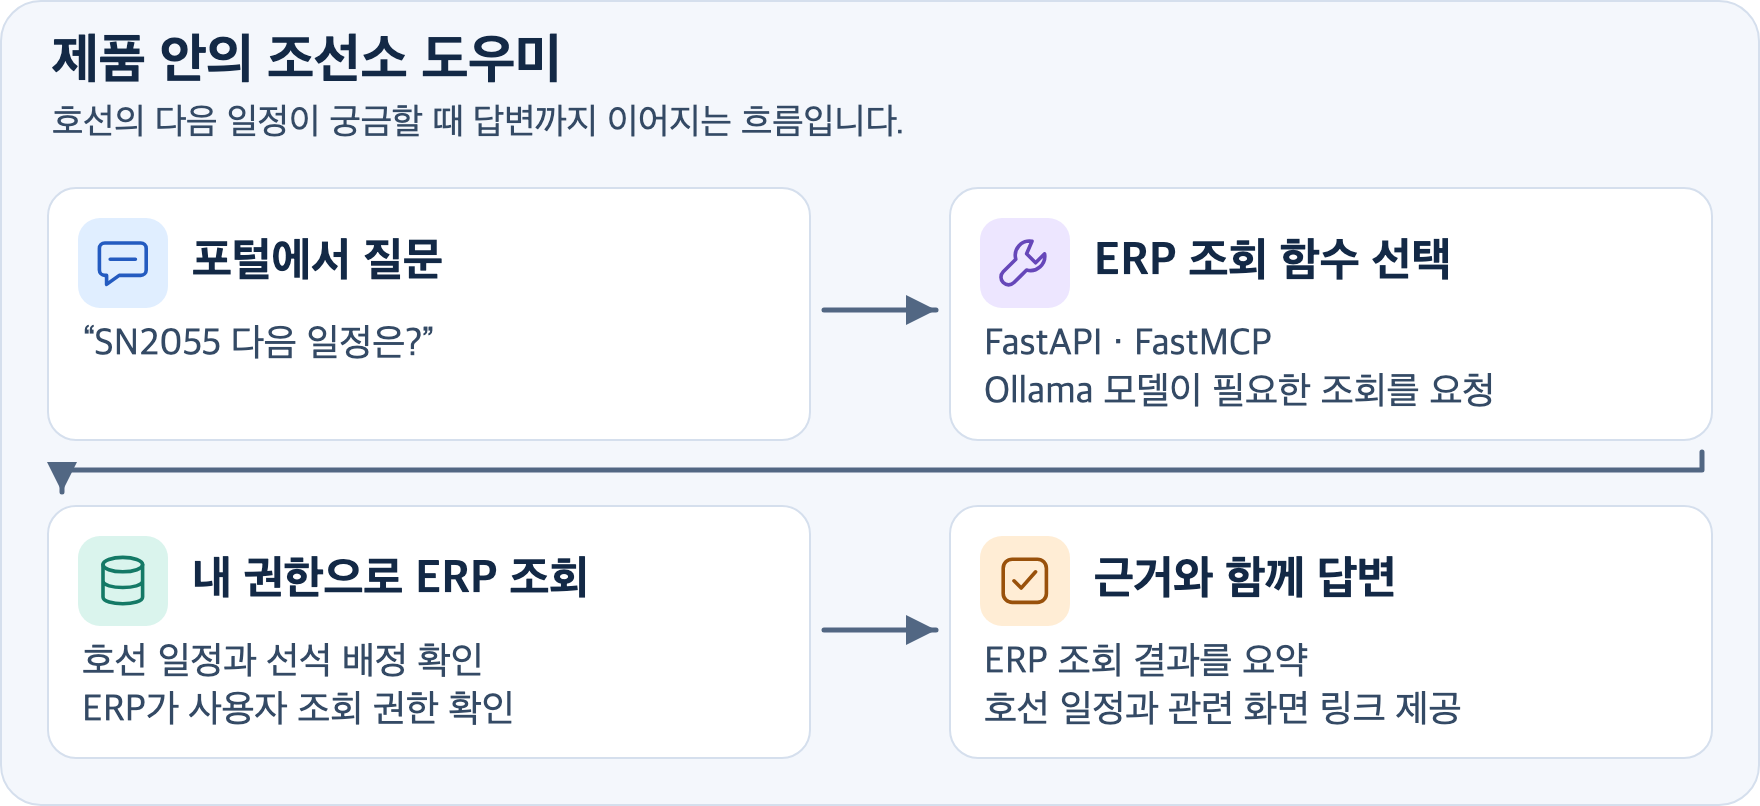 제품 안의 조선소 도우미
호선의 다음 일정이 궁금할 때 답변까지 이어지는 흐름입니다.
포털에서 질문
“SN2055 다음 일정은?”
ERP 조회 함수 선택
FastAPI · FastMCP
Ollama 모델이 필요한 조회를 요청
내 권한으로 ERP 조회
호선 일정과 선석 배정 확인
ERP가 사용자 조회 권한 확인
근거와 함께 답변
ERP 조회 결과를 요약
호선 일정과 관련 화면 링크 제공